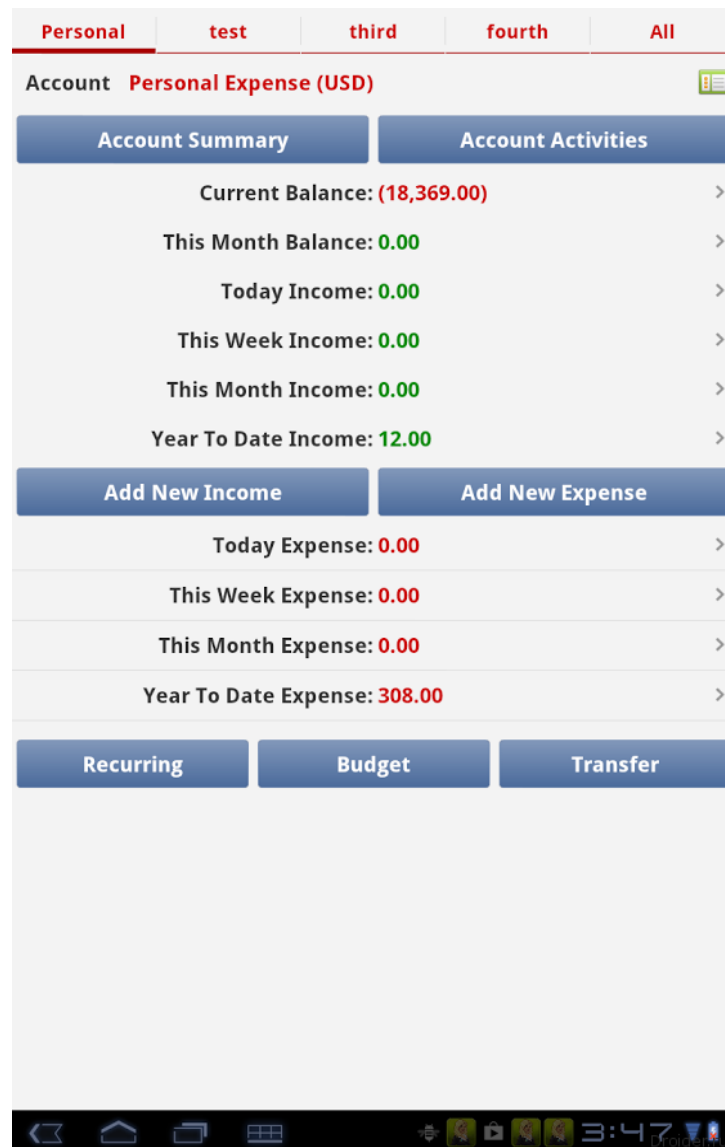 Personal test third fourth All
Account Personal Expense (USD)
Account Summary Account Activities
Current Balance: (18,369.00)
This Month Balance: 0.00
Today Income: 0.00
This Week Income: 0.00
This Month Income: 0.00
Year To Date Income: 12.00
Add New Income Add New Expense
Today Expense: 0.00
This Week Expense: 0.00
This Month Expense: 0.00
Year To Date Expense: 308.00
Recurring Budget Transfer
3:47